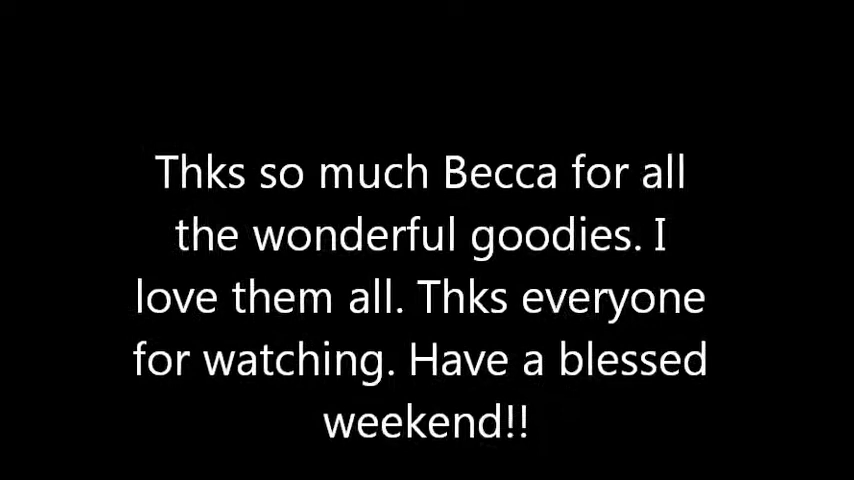 Thks so much Becca for all
the wonderful goodies. I
love them all. Thks everyone
for watching. Have a blessed
weekend!!